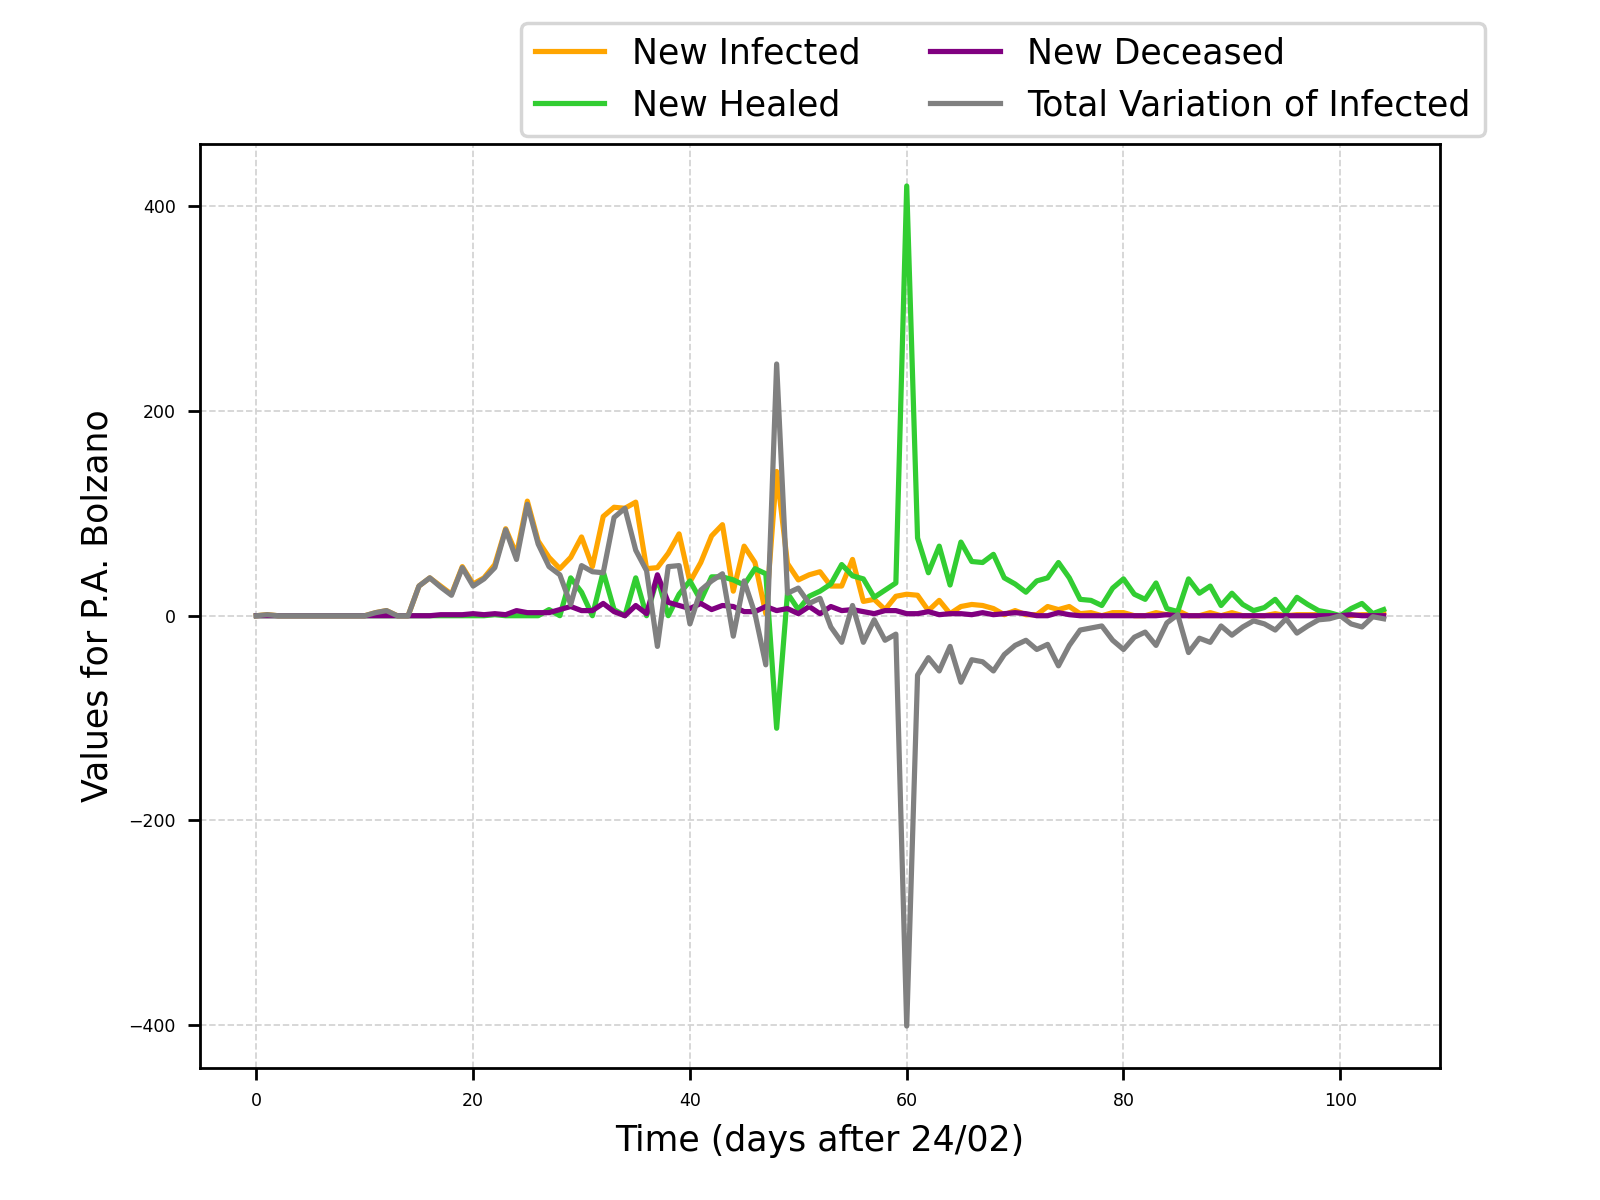 New Infected
New Healed
New Deceased
Total Variation of Infected
Values for P.A. Bolzano
400
200
0
−200
−400
0 20 40 60 80 100
Time (days after 24/02)